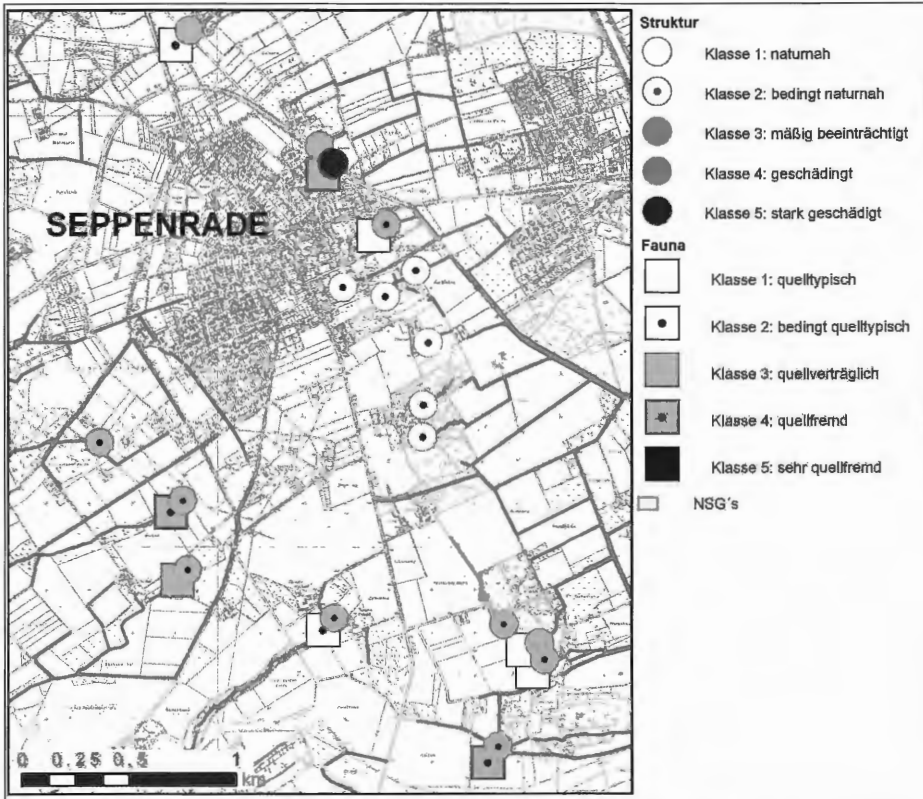 SEPPENRADE
0 0.25 0.5 1
km
Struktur
Klasse 1: naturnah
Klasse 2: bedingt naturnah
Klasse 3: mäßig beeinträchtigt
Klasse 4: geschädingt
Klasse 5: stark geschädigt
Fauna
Klasse 1: quelltypisch
Klasse 2: bedingt quelltypisch
Klasse 3: quellverträglich
Klasse 4: quellfremd
Klasse 5: sehr quellfremd
NSG´s